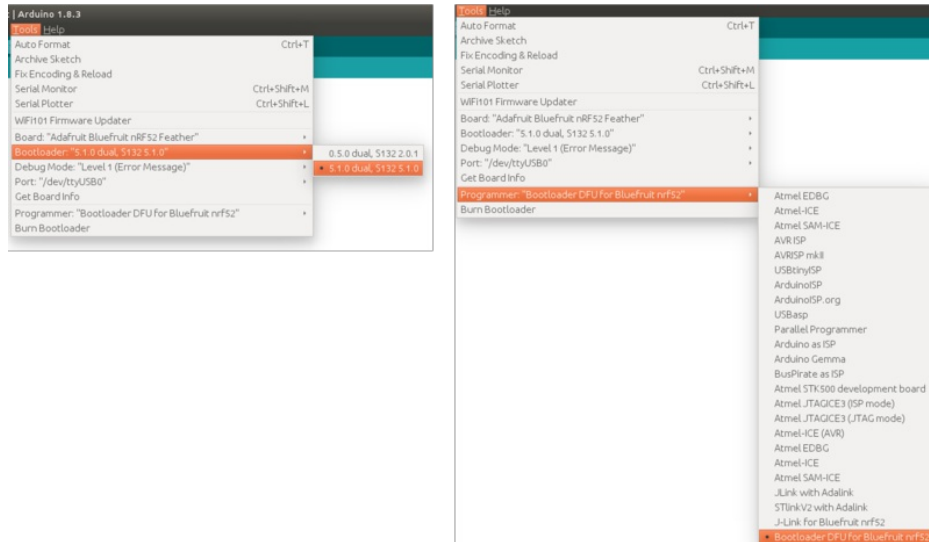 | Arduino 1.8.3
Tools Help
Auto Format Ctrl+T
Archive Sketch
Fix Encoding & Reload
Serial Monitor Ctrl+Shift+M
Serial Plotter Ctrl+Shift+L
WiFi101 Firmware Updater
Board: "Adafruit Bluefruit nRF52 Feather"
Bootloader: "5.1.0 dual, S132 5.1.0"
0.5.0 dual, S132 2.0.1
Debug Mode: "Level 1 (Error Message)"
5.1.0 dual, S132 5.1.0
Port: "/dev/ttyUSB0"
Get Board Info
Programmer: "Bootloader DFU for Bluefruit nrf52"
Burn Bootloader
Tools Help
Auto Format Ctrl+T
Archive Sketch
Fix Encoding & Reload
Serial Monitor Ctrl+Shift+M
Serial Plotter Ctrl+Shift+L
WiFi101 Firmware Updater
Board: "Adafruit Bluefruit nRF52 Feather"
Bootloader: "5.1.0 dual, S132 5.1.0"
Debug Mode: "Level 1 (Error Message)"
Port: "/dev/ttyUSB0"
Get Board Info
Programmer: "Bootloader DFU for Bluefruit nrf52"
Burn Bootloader
Atmel EDBG
Atmel-ICE
Atmel SAM-ICE
AVR ISP
AVRISP mkII
USBtinyISP
ArduinoISP
ArduinoISP.org
USBasp
Parallel Programmer
Arduino as ISP
Arduino Gemma
BusPirate as ISP
Atmel STK500 development board
Atmel JTAGICE3 (ISP mode)
Atmel JTAGICE3 (JTAG mode)
Atmel-ICE (AVR)
Atmel EDBG
Atmel-ICE
Atmel SAM-ICE
JLink with Adalink
STlinkV2 with Adalink
J-Link for Bluefruit nrf52
Bootloader DFU for Bluefruit nrf52